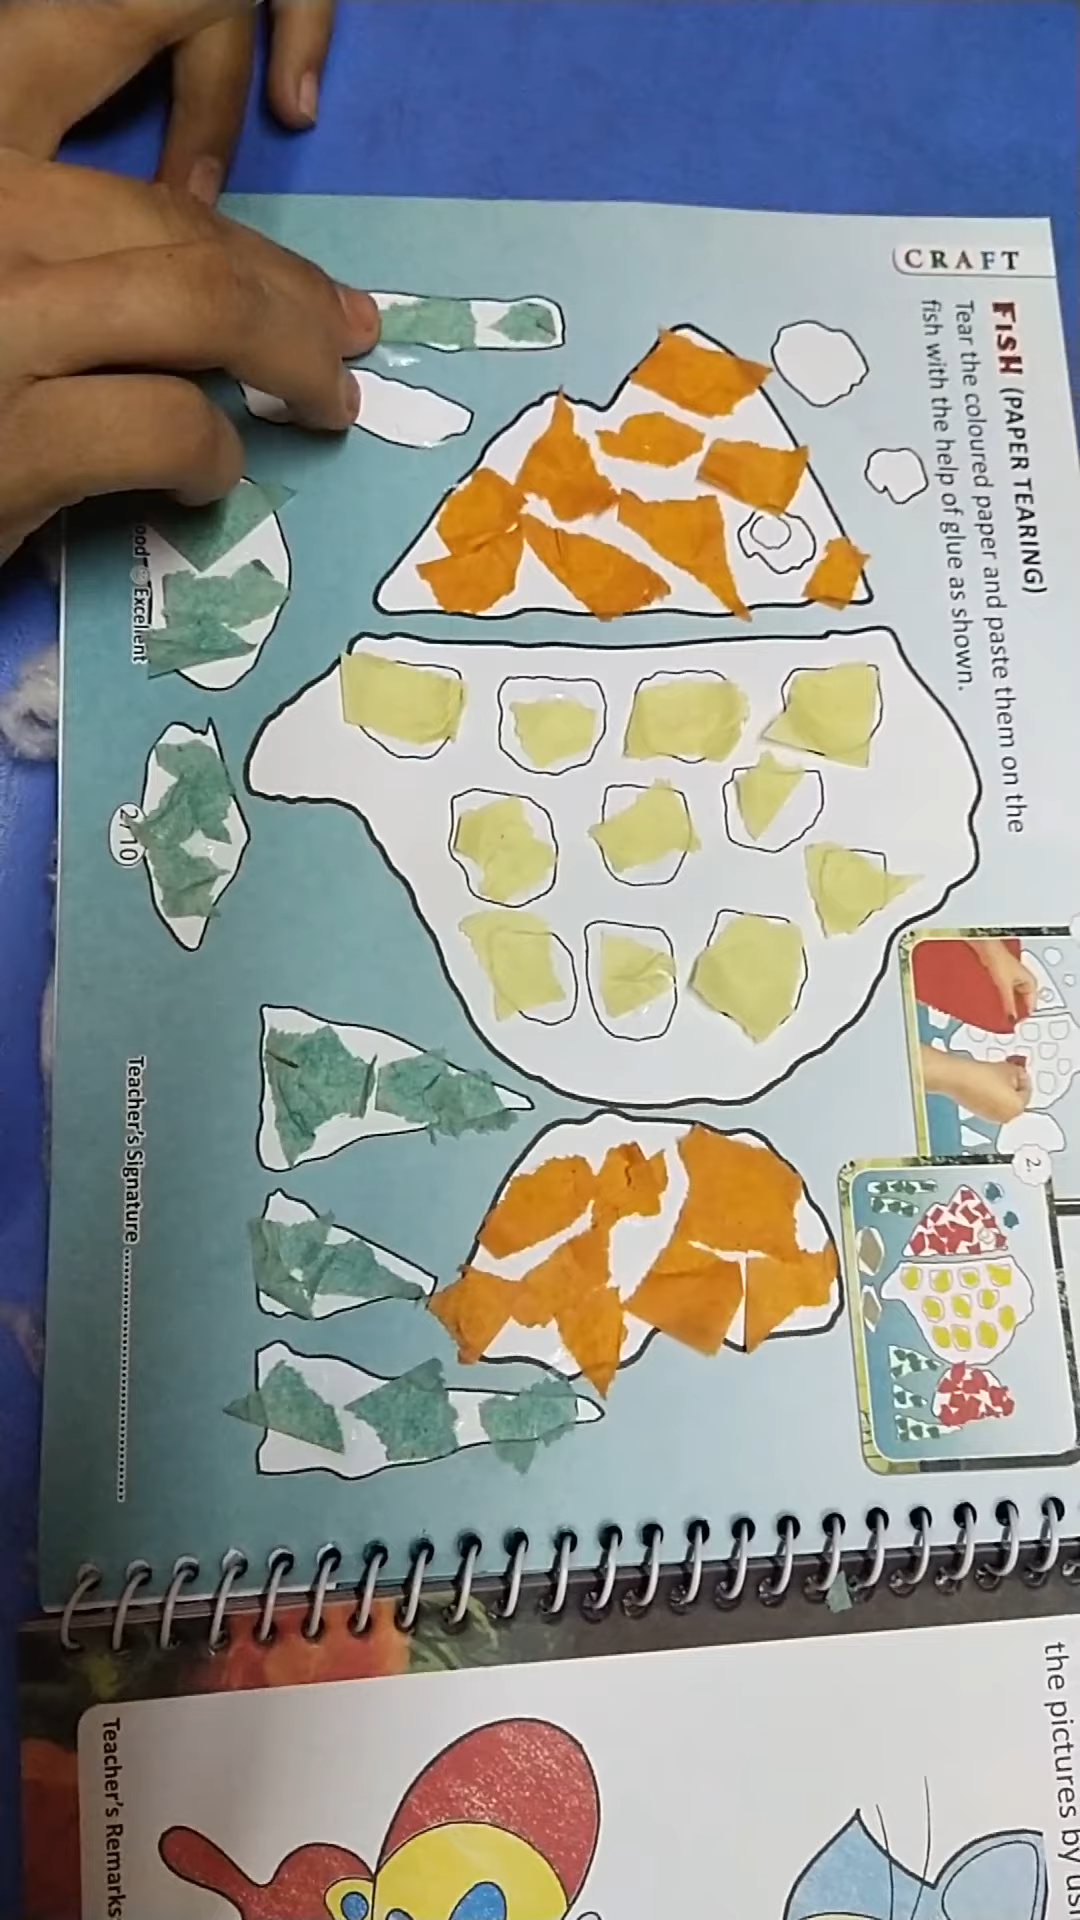 CRAFT
FISH (PAPER TEARING)
Tear the coloured paper and paste them on the
fish with the help of glue as shown.
2.
Excellent
2/10
Teacher's Signature
the pictures by
Teacher's Remarks